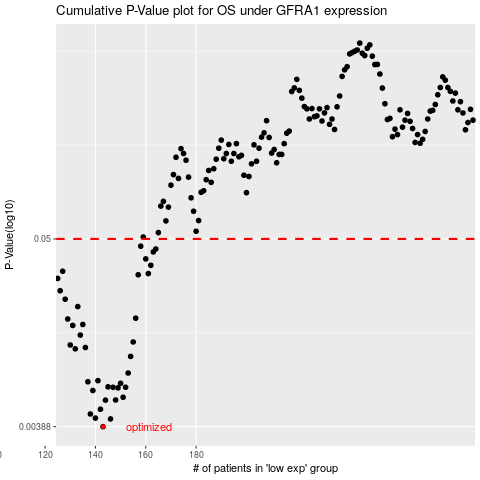 Cumulative P-Value plot for OS under GFRA1 expression
P-Value(log10)
0.05
0.00388
optimized
0
120
140
160
180
# of patients in 'low exp' group